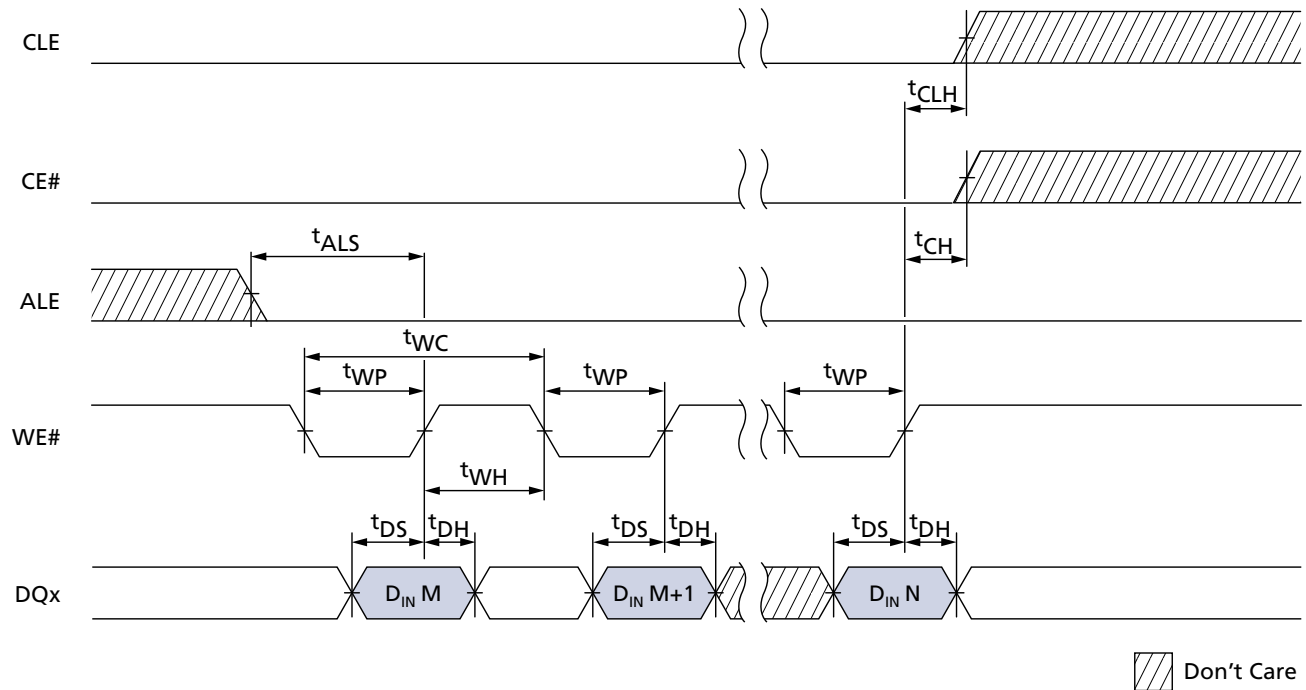 CLE
tCLH
CE#
tALS
tCH
ALE
tWC
tWP
tWP
tWP
WE#
tWH
tDS
tDH
tDS
tDH
tDS
tDH
DQx
DIN M
DIN M+1
DIN N
Don't Care